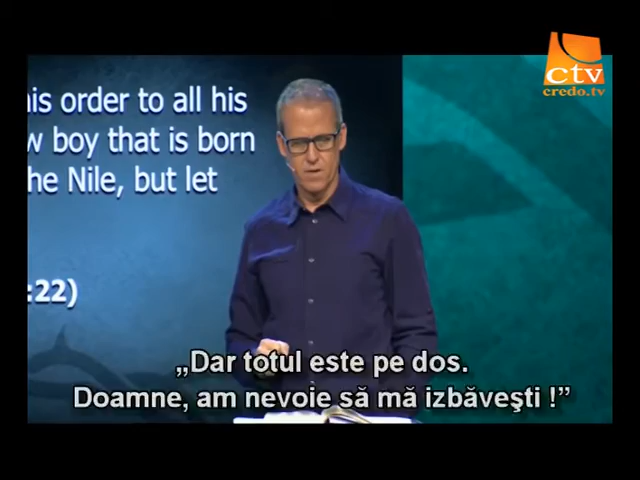 ctv
credo.tv
his order to all his
w boy that is born
the Nile, but let
:22)
„Dar totul este pe dos.
Doamne, am nevoie să mă izbăveşti !”